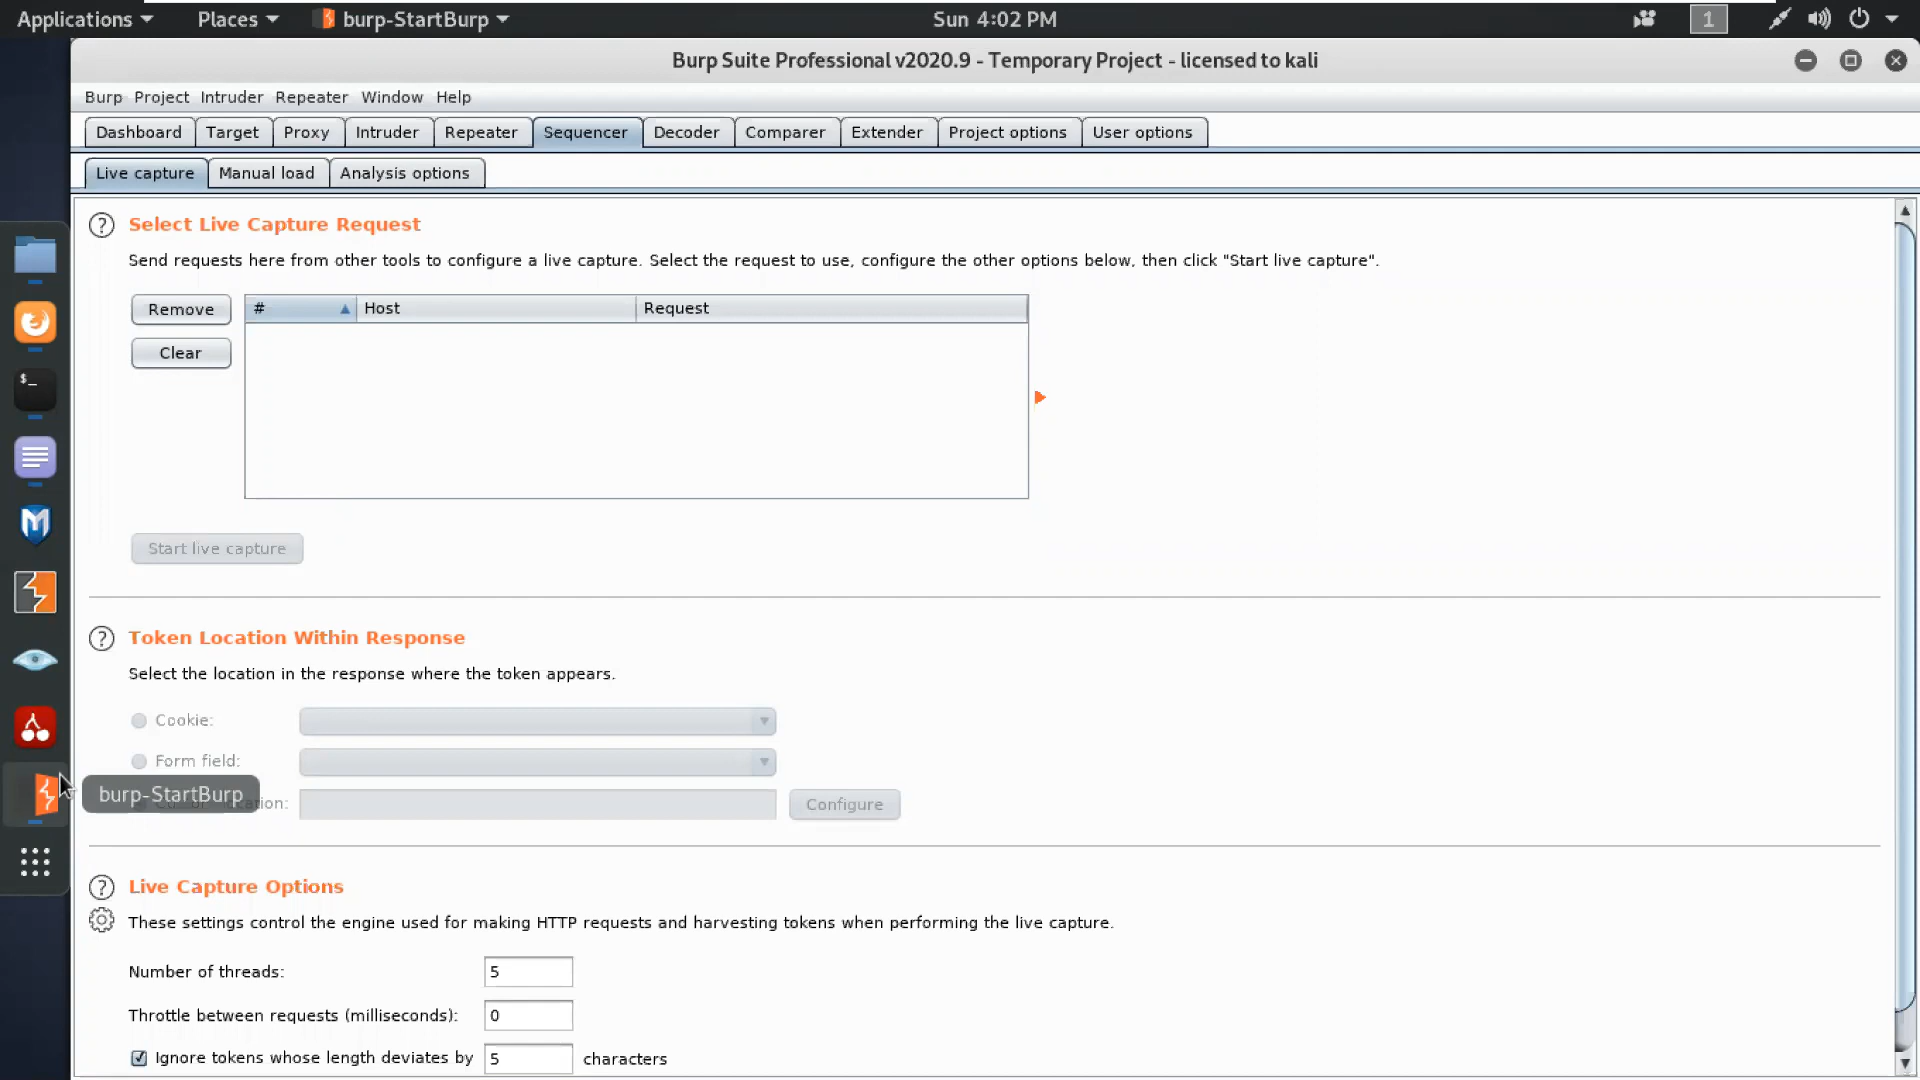 Applications Places burp-StartBurp Sun 4:02 PM 1
Burp Suite Professional v2020.9 - Temporary Project - licensed to kali
Burp Project Intruder Repeater Window Help
Dashboard Target Proxy Intruder Repeater Sequencer Decoder Comparer Extender Project options User options
Live capture Manual load Analysis options
? Select Live Capture Request
Send requests here from other tools to configure a live capture. Select the request to use, configure the other options below, then click "Start live capture".
Remove # Host Request
Clear
Start live capture
? Token Location Within Response
Select the location in the response where the token appears.
Cookie:
Form field:
burp-StartBurp
Configure
? Live Capture Options
These settings control the engine used for making HTTP requests and harvesting tokens when performing the live capture.
Number of threads: 5
Throttle between requests (milliseconds): 0
Ignore tokens whose length deviates by 5 characters
$_
M